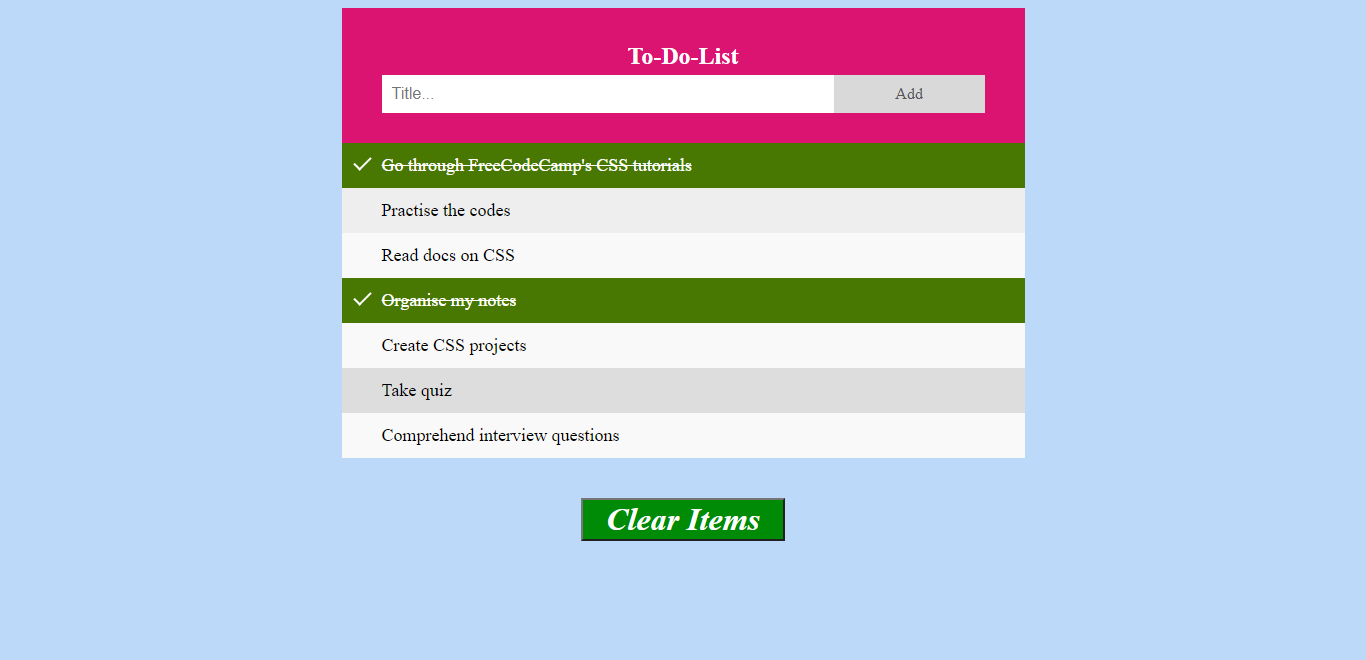 To-Do-List
Title... Add
Go through FreeCodeCamp's CSS tutorials
Practise the codes
Read docs on CSS
Organise my notes
Create CSS projects
Take quiz
Comprehend interview questions
Clear Items